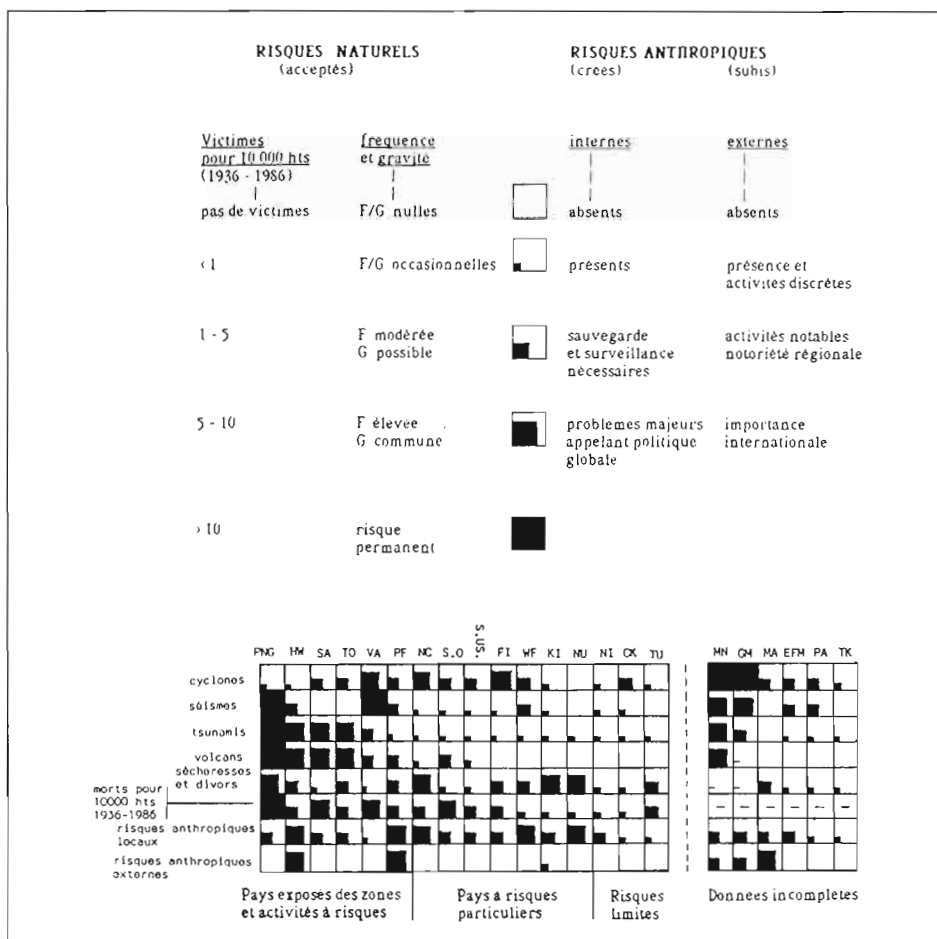 RISQUES NATURELS
(acceptés)
RISQUES ANTHROPIQUES
(crees) (subis)
Victimes
pour 10 000 hts
(1936 - 1986)
frequence
et gravité
internes
externes
pas de victimes F/G nulles absents absents
< 1 F/G occasionnelles présents présence et
activites discrètes
1 - 5 F modérée sauvegarde activités notables
G possible et surveillance notoriété régionale
nécessaires
5 - 10 F élevée problemes majeurs importance
G commune appelant politique internationale
globale
> 10 risque
permanent
PNG HW SA TO VA PF NC S.O S.US. FI WF KI NU NI CK TU MN GM MA EFM PA TK
cyclones
séismes
tsunamis
volcans
sécheresses
et divers
morts pour
10000 hts
1936-1986
risques anthropiques
locaux
risques anthropiques
externes
Pays exposés des zones
et activités à risques
Pays à risques
particuliers
Risques
limites
Donnees incomplètes